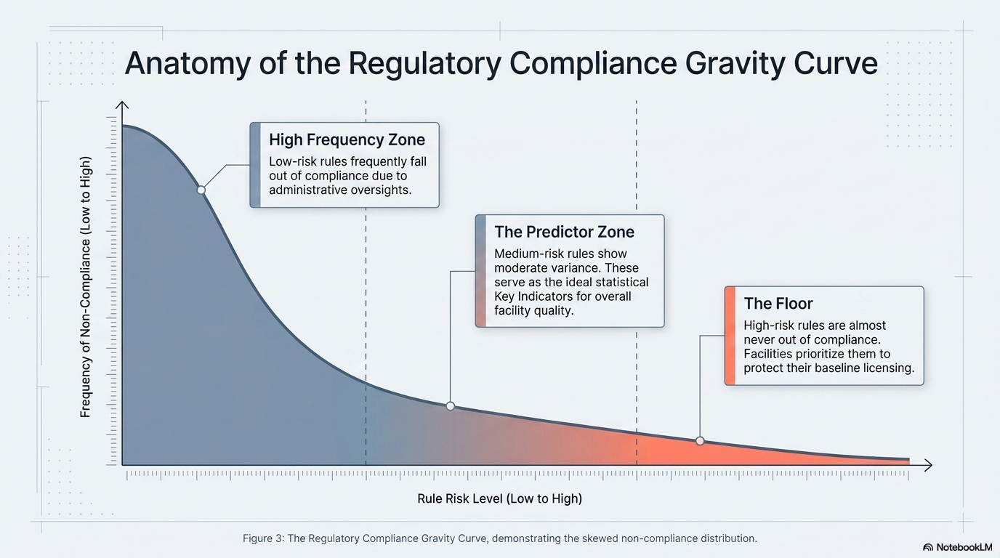 Anatomy of the Regulatory Compliance Gravity Curve
Frequency of Non-Compliance (Low to High)
High Frequency Zone
Low-risk rules frequently fall
out of compliance due to
administrative oversights.
The Predictor Zone
Medium-risk rules show
moderate variance. These
serve as the ideal statistical
Key Indicators for overall
facility quality.
The Floor
High-risk rules are almost
never out of compliance.
Facilities prioritize them to
protect their baseline licensing.
Rule Risk Level (Low to High)
Figure 3: The Regulatory Compliance Gravity Curve, demonstrating the skewed non-compliance distribution.
NotebookLM